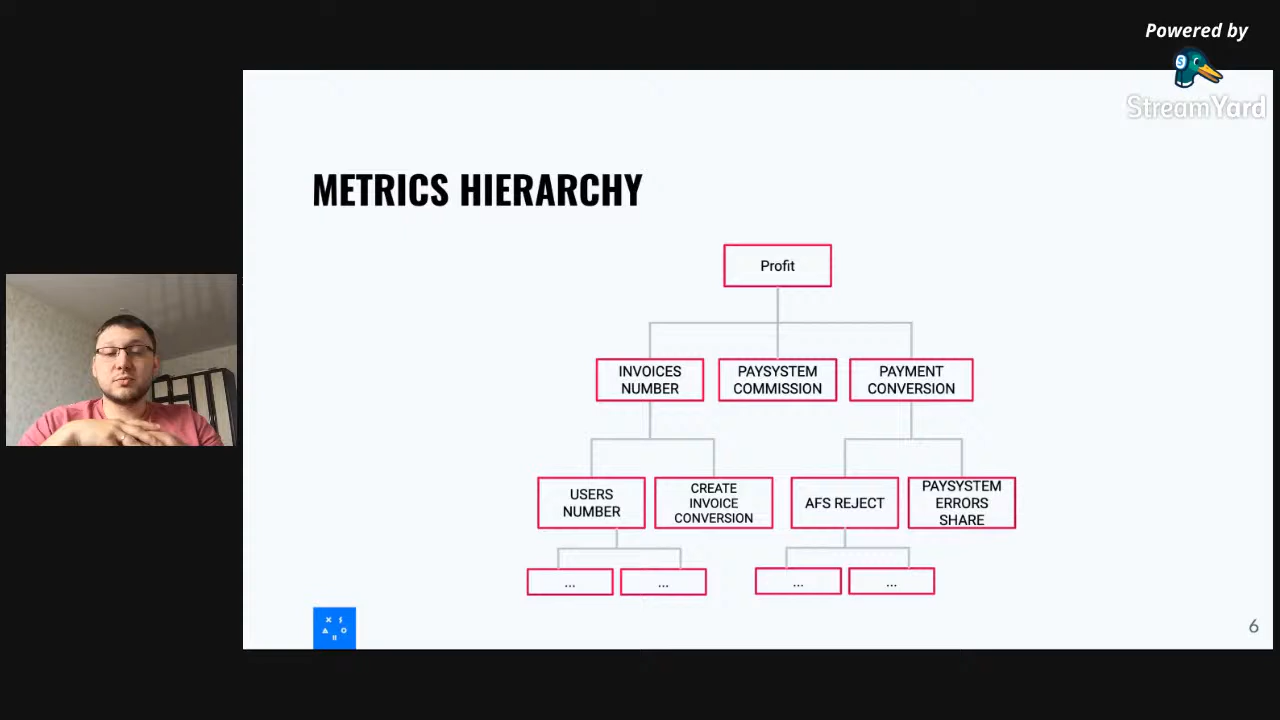 Powered by
StreamYard
METRICS HIERARCHY
Profit
INVOICES
NUMBER
PAYSYSTEM
COMMISSION
PAYMENT
CONVERSION
USERS
NUMBER
CREATE
INVOICE
CONVERSION
AFS REJECT
PAYSYSTEM
ERRORS
SHARE
...
...
...
...
6